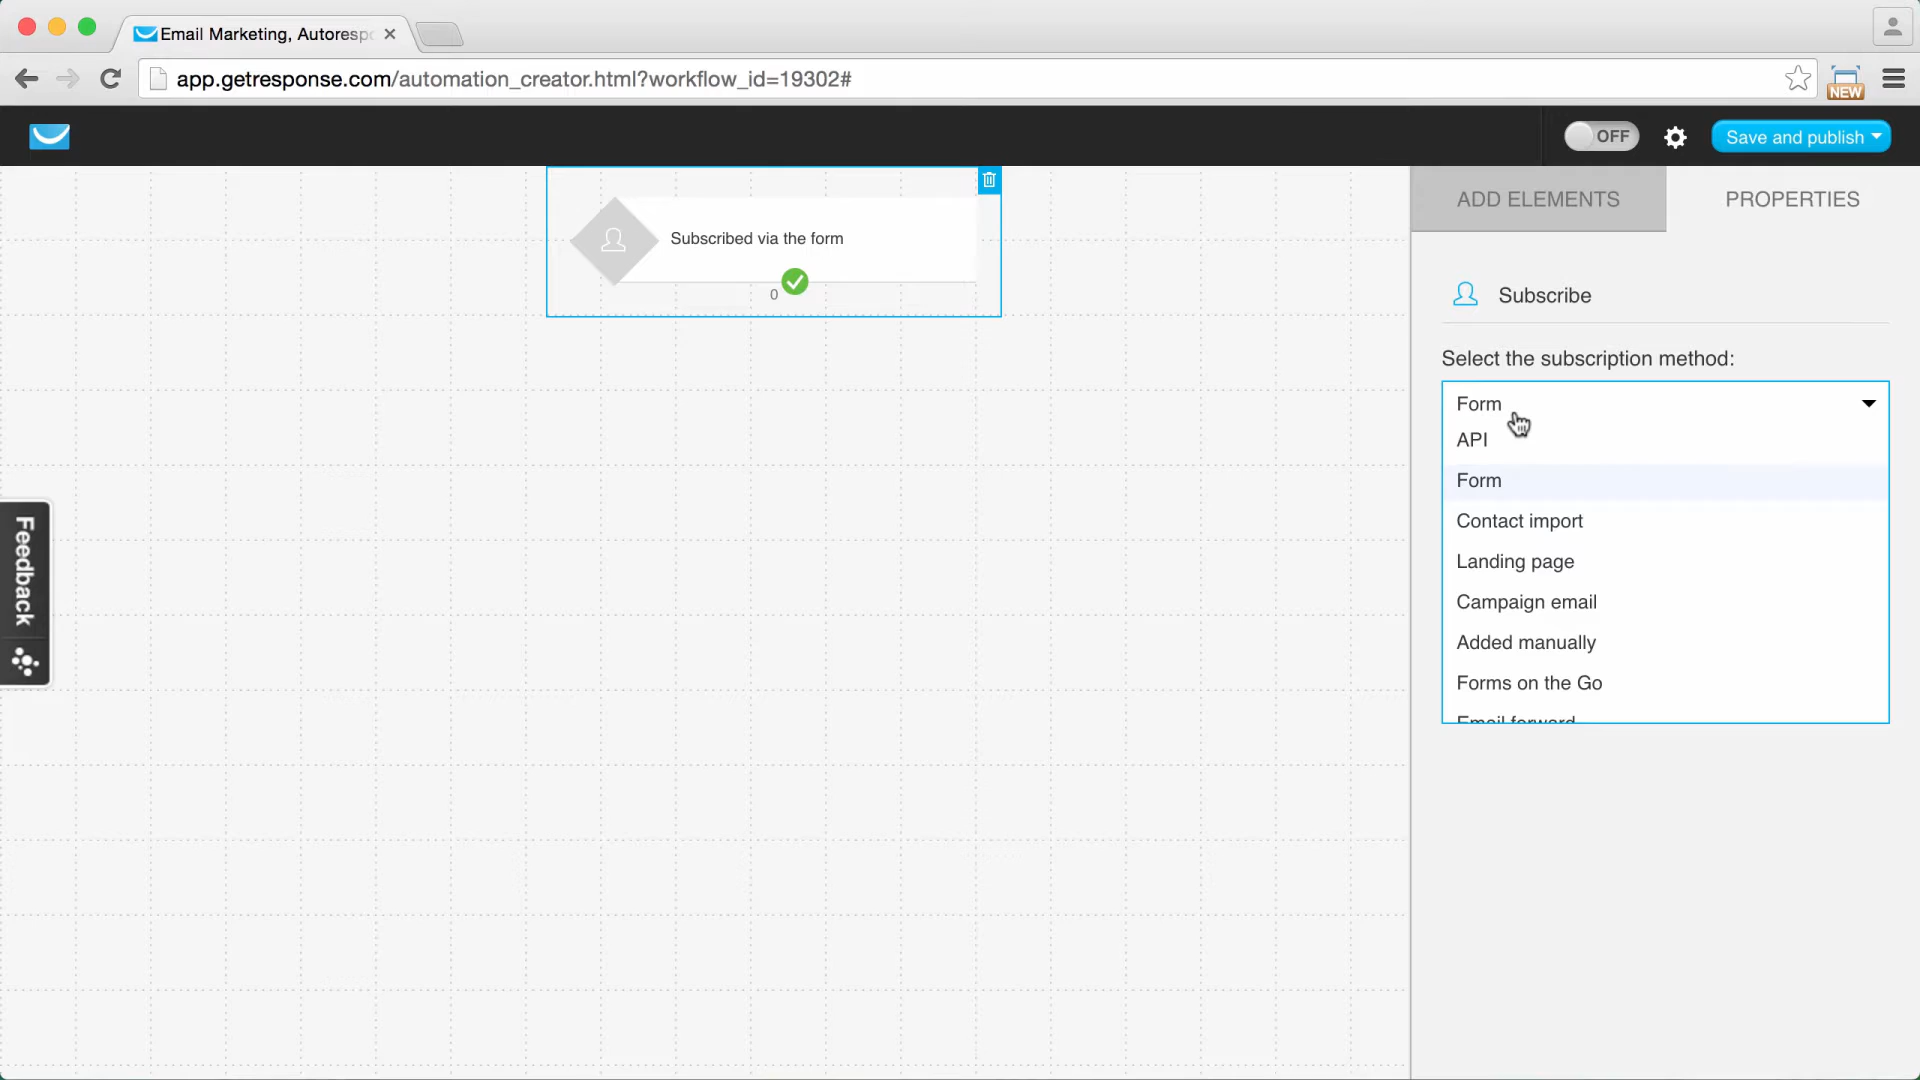 Email Marketing, Autoresp
app.getresponse.com/automation_creator.html?workflow_id=19302#
NEW
OFF
Save and publish
ADD ELEMENTS
PROPERTIES
Subscribed via the form
0
Subscribe
Select the subscription method:
Form
API
Form
Contact import
Landing page
Campaign email
Added manually
Forms on the Go
Email forward
Feedback